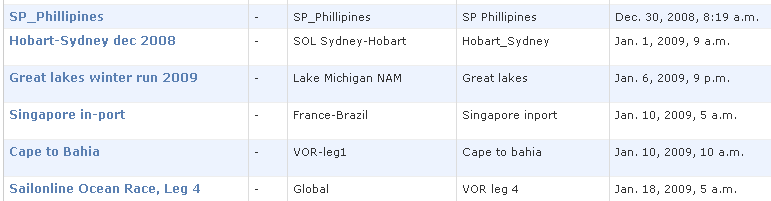 SP_Phillipines - SP_Phillipines SP Phillipines Dec. 30, 2008, 8:19 a.m.
Hobart-Sydney dec 2008 - SOL Sydney-Hobart Hobart_Sydney Jan. 1, 2009, 9 a.m.
Great lakes winter run 2009 - Lake Michigan NAM Great lakes Jan. 6, 2009, 9 p.m.
Singapore in-port - France-Brazil Singapore inport Jan. 10, 2009, 5 a.m.
Cape to Bahia - VOR-leg1 Cape to bahia Jan. 10, 2009, 10 a.m.
Sailonline Ocean Race, Leg 4 - Global VOR leg 4 Jan. 18, 2009, 5 a.m.